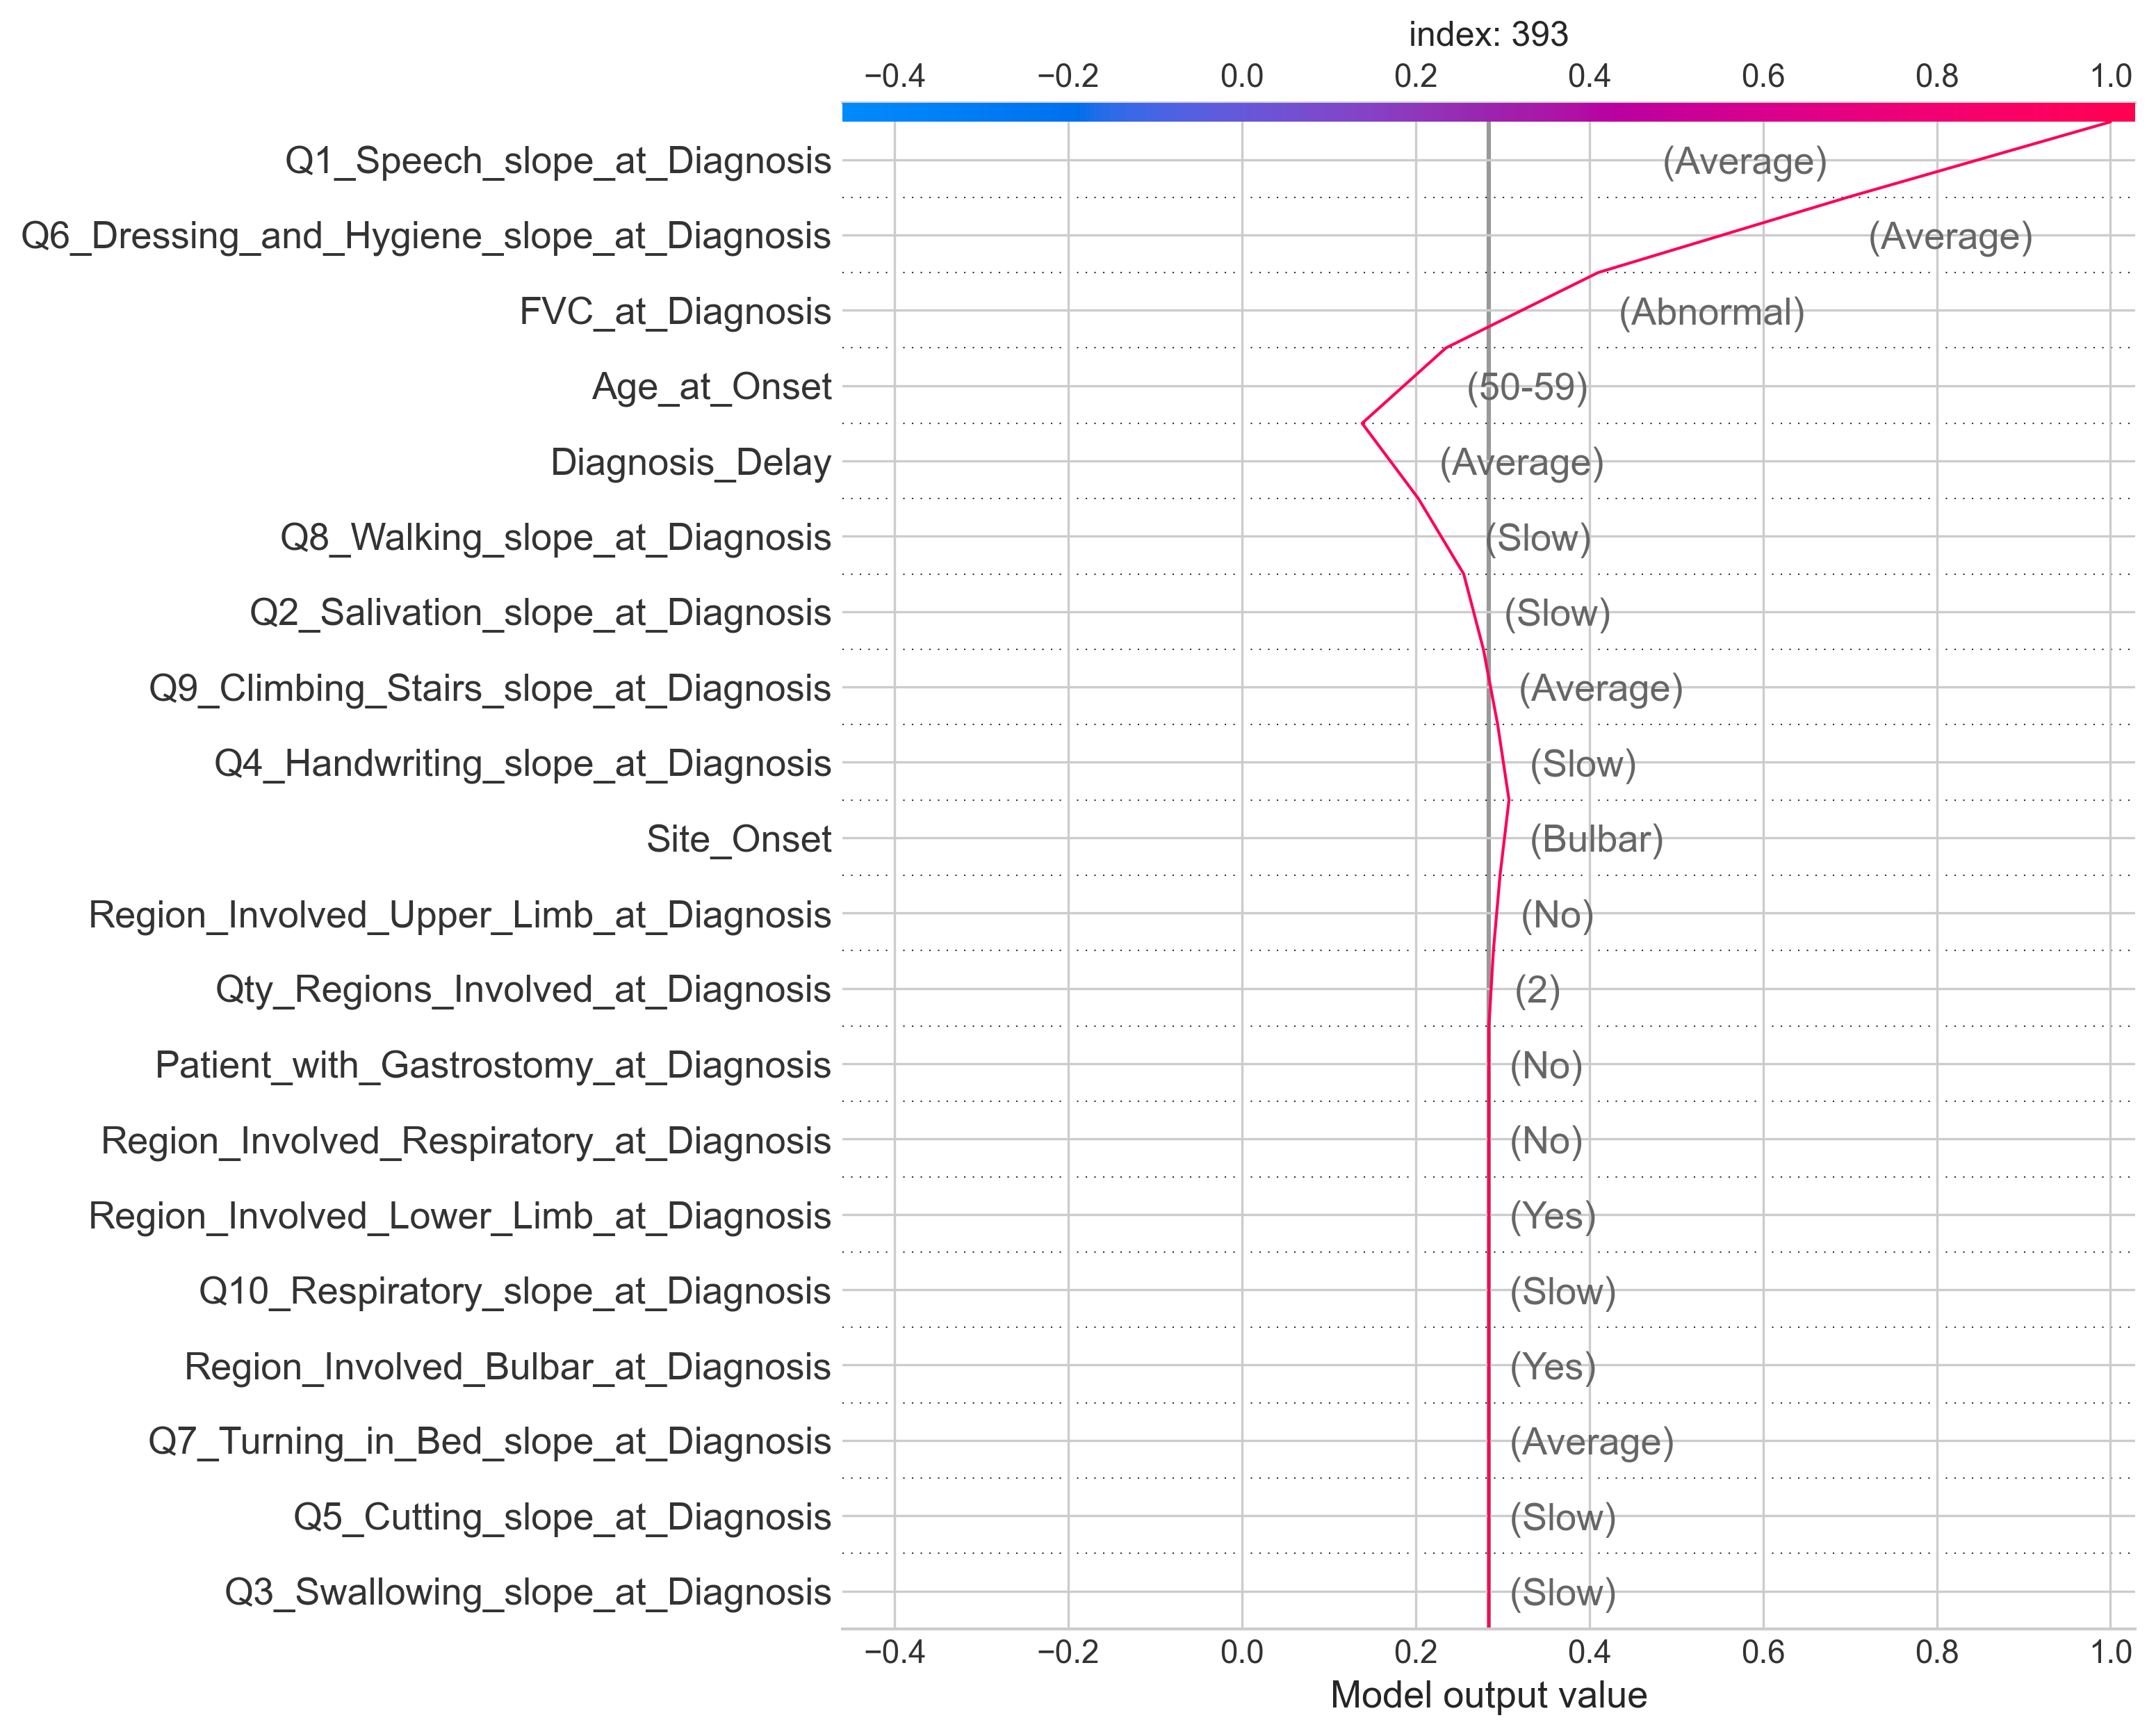 index: 393
−0.4 −0.2 0.0 0.2 0.4 0.6 0.8 1.0
Q1_Speech_slope_at_Diagnosis (Average)
Q6_Dressing_and_Hygiene_slope_at_Diagnosis (Average)
FVC_at_Diagnosis (Abnormal)
Age_at_Onset (50-59)
Diagnosis_Delay (Average)
Q8_Walking_slope_at_Diagnosis (Slow)
Q2_Salivation_slope_at_Diagnosis (Slow)
Q9_Climbing_Stairs_slope_at_Diagnosis (Average)
Q4_Handwriting_slope_at_Diagnosis (Slow)
Site_Onset (Bulbar)
Region_Involved_Upper_Limb_at_Diagnosis (No)
Qty_Regions_Involved_at_Diagnosis (2)
Patient_with_Gastrostomy_at_Diagnosis (No)
Region_Involved_Respiratory_at_Diagnosis (No)
Region_Involved_Lower_Limb_at_Diagnosis (Yes)
Q10_Respiratory_slope_at_Diagnosis (Slow)
Region_Involved_Bulbar_at_Diagnosis (Yes)
Q7_Turning_in_Bed_slope_at_Diagnosis (Average)
Q5_Cutting_slope_at_Diagnosis (Slow)
Q3_Swallowing_slope_at_Diagnosis (Slow)
−0.4 −0.2 0.0 0.2 0.4 0.6 0.8 1.0
Model output value